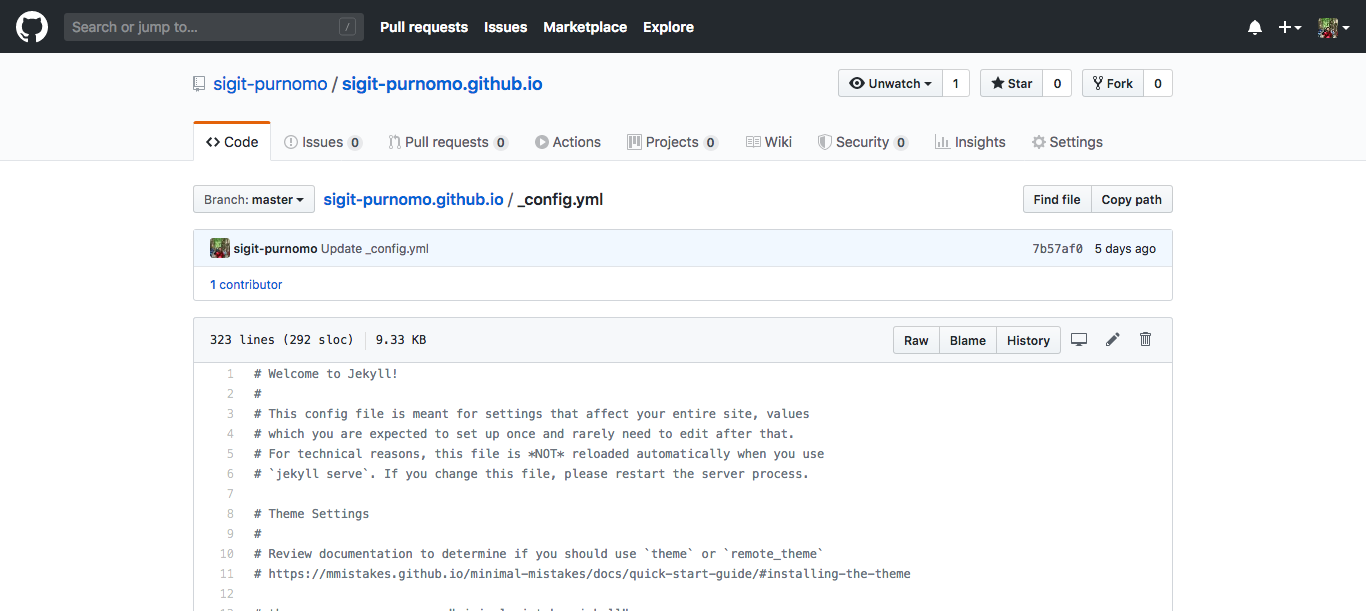 Search or jump to... / Pull requests Issues Marketplace Explore
sigit-purnomo / sigit-purnomo.github.io Unwatch 1 Star 0 Fork 0
Code Issues 0 Pull requests 0 Actions Projects 0 Wiki Security 0 Insights Settings
Branch: master sigit-purnomo.github.io / _config.yml Find file Copy path
sigit-purnomo Update _config.yml 7b57af0 5 days ago
1 contributor
323 lines (292 sloc) 9.33 KB Raw Blame History
1 # Welcome to Jekyll!
2 #
3 # This config file is meant for settings that affect your entire site, values
4 # which you are expected to set up once and rarely need to edit after that.
5 # For technical reasons, this file is *NOT* reloaded automatically when you use
6 # `jekyll serve`. If you change this file, please restart the server process.
7
8 # Theme Settings
9 #
10 # Review documentation to determine if you should use `theme` or `remote_theme`
11 # https://mmistakes.github.io/minimal-mistakes/docs/quick-start-guide/#installing-the-theme
12